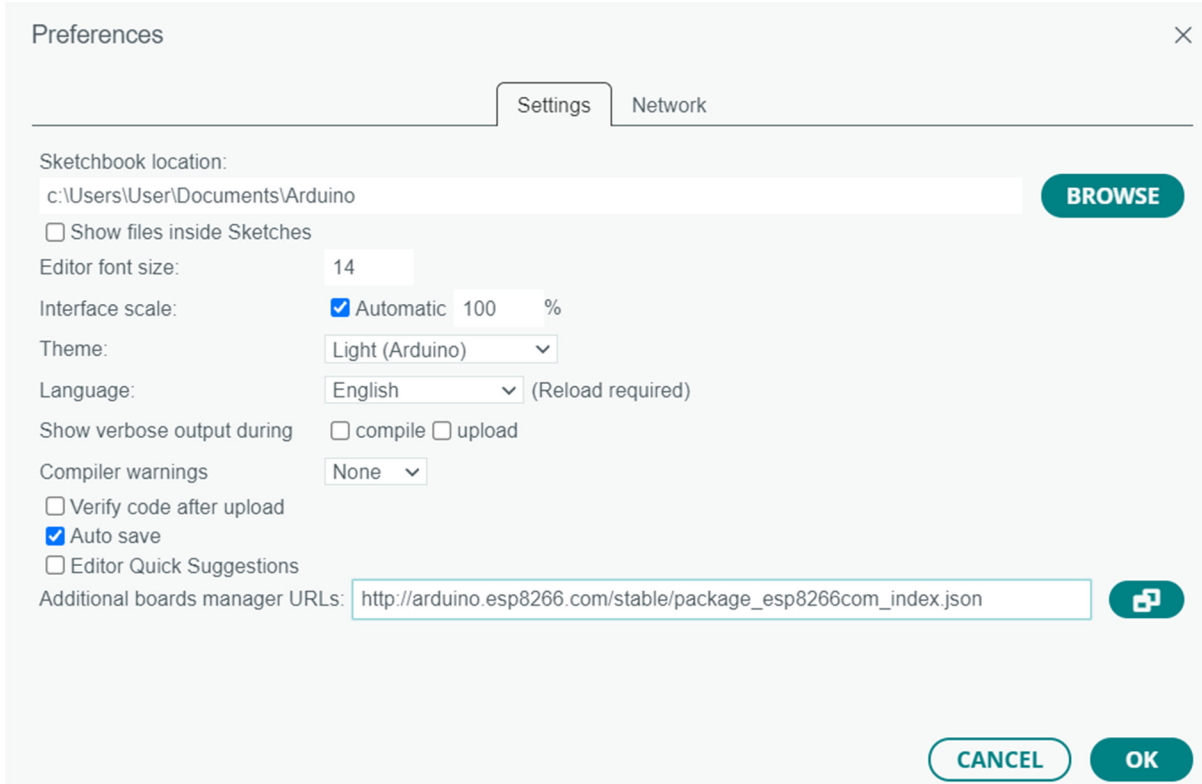 Preferences
Settings Network
Sketchbook location:
c:\Users\User\Documents\Arduino
BROWSE
Show files inside Sketches
Editor font size: 14
Interface scale: Automatic 100 %
Theme: Light (Arduino)
Language: English (Reload required)
Show verbose output during compile upload
Compiler warnings None
Verify code after upload
Auto save
Editor Quick Suggestions
Additional boards manager URLs: http://arduino.esp8266.com/stable/package_esp8266com_index.json
CANCEL OK